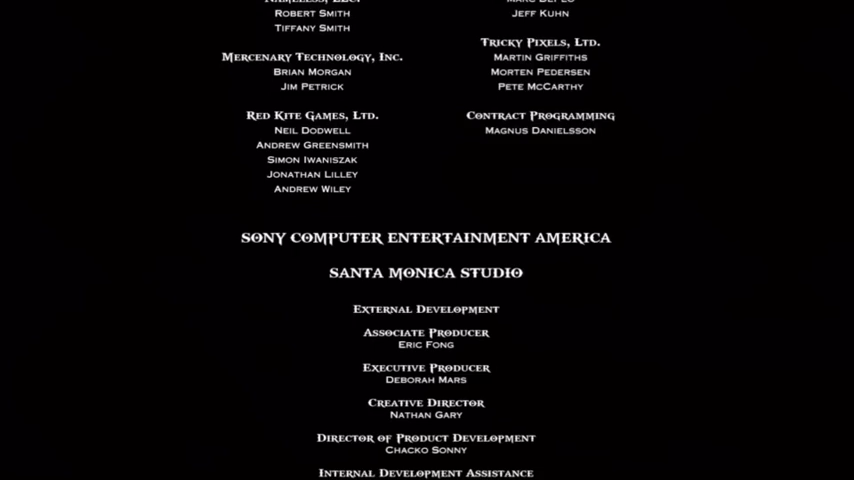 NAMELESS, LLC.
ROBERT SMITH
TIFFANY SMITH
MERCENARY TECHNOLOGY, INC.
BRIAN MORGAN
JIM PETRICK
RED KITE GAMES, LTD.
NEIL DODWELL
ANDREW GREENSMITH
SIMON IWANISZAK
JONATHAN LILLEY
ANDREW WILEY
JEFF KUHN
TRICKY PIXELS, LTD.
MARTIN GRIFFITHS
MORTEN PEDERSEN
PETE MCCARTHY
CONTRACT PROGRAMMING
MAGNUS DANIELSSON
SONY COMPUTER ENTERTAINMENT AMERICA
SANTA MONICA STUDIO
EXTERNAL DEVELOPMENT
ASSOCIATE PRODUCER
ERIC FONG
EXECUTIVE PRODUCER
DEBORAH MARS
CREATIVE DIRECTOR
NATHAN GARY
DIRECTOR OF PRODUCT DEVELOPMENT
CHACKO SONNY
INTERNAL DEVELOPMENT ASSISTANCE